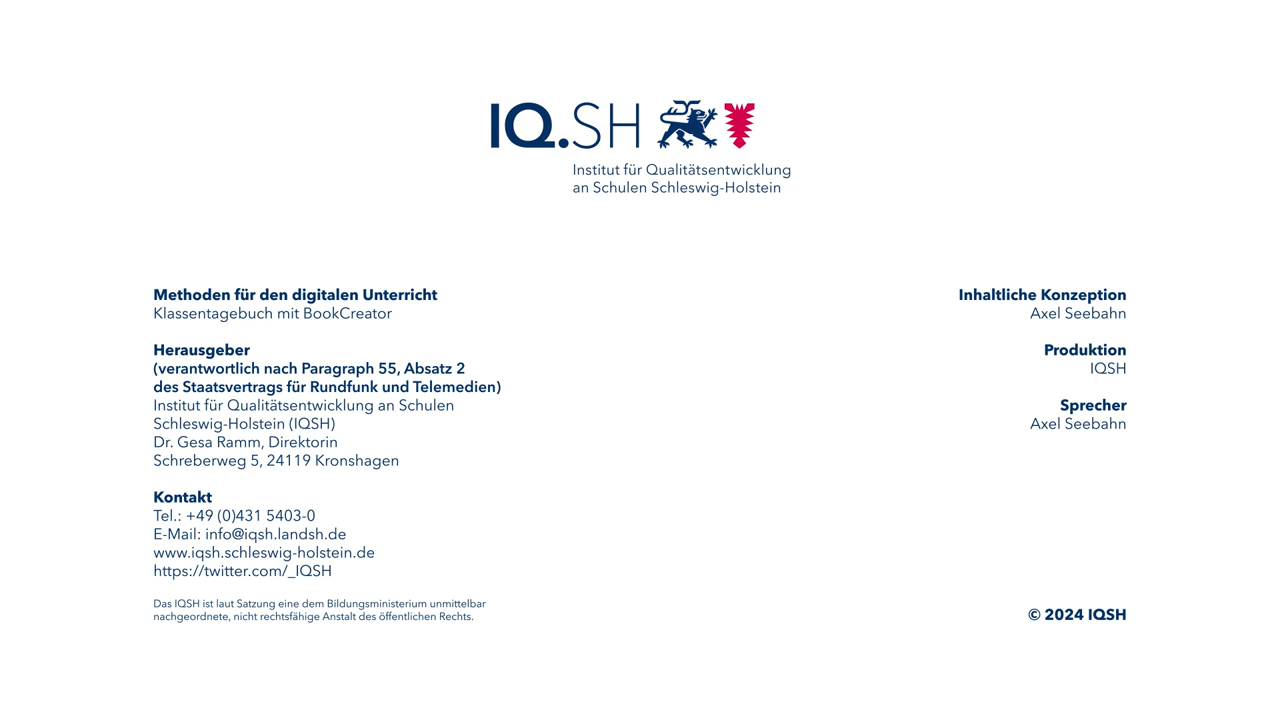 IQ.SH
Institut für Qualitätsentwicklung
an Schulen Schleswig-Holstein
Methoden für den digitalen Unterricht
Klassentagebuch mit BookCreator
Herausgeber
(verantwortlich nach Paragraph 55, Absatz 2
des Staatsvertrags für Rundfunk und Telemedien)
Institut für Qualitätsentwicklung an Schulen
Schleswig-Holstein (IQSH)
Dr. Gesa Ramm, Direktorin
Schreberweg 5, 24119 Kronshagen
Kontakt
Tel.: +49 (0)431 5403-0
E-Mail: info@iqsh.landsh.de
www.iqsh.schleswig-holstein.de
https://twitter.com/_IQSH
Das IQSH ist laut Satzung eine dem Bildungsministerium unmittelbar
nachgeordnete, nicht rechtsfähige Anstalt des öffentlichen Rechts.
Inhaltliche Konzeption
Axel Seebahn
Produktion
IQSH
Sprecher
Axel Seebahn
© 2024 IQSH